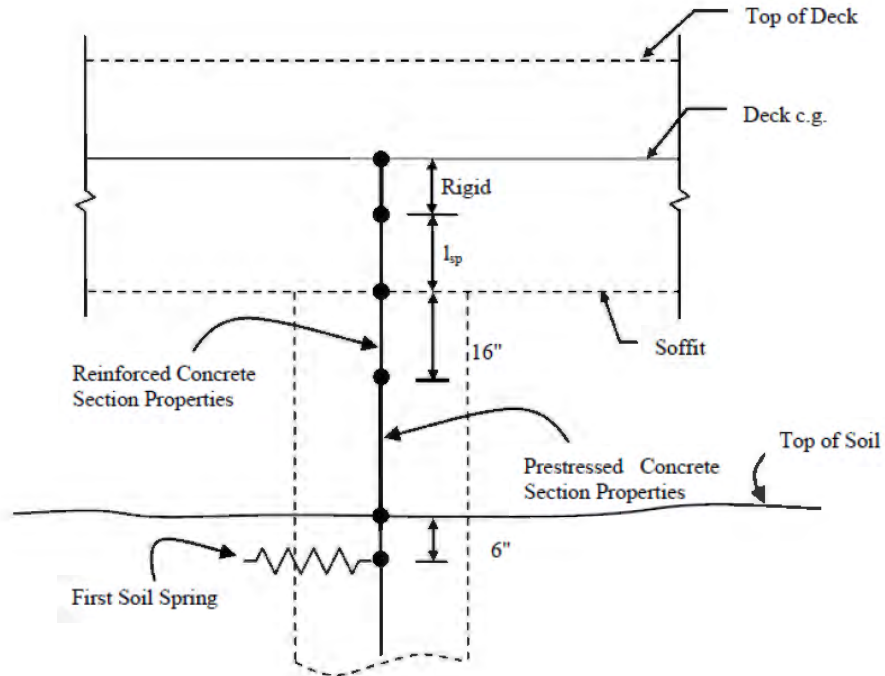 Top of Deck
Deck c.g.
Rigid
lsp
16"
Soffit
Reinforced Concrete
Section Properties
Top of Soil
Prestressed Concrete
Section Properties
6"
First Soil Spring